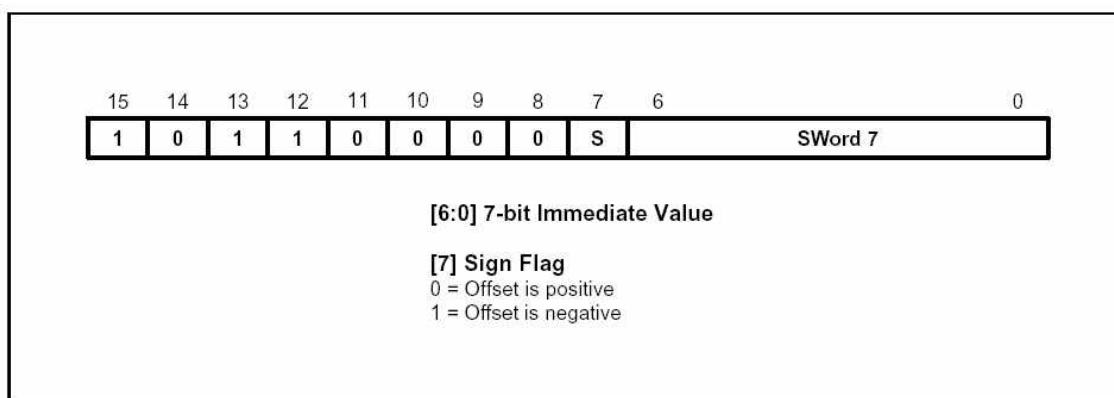 15 14 13 12 11 10 9 8 7 6 0
1 0 1 1 0 0 0 0 S SWord 7
[6:0] 7-bit Immediate Value
[7] Sign Flag
0 = Offset is positive
1 = Offset is negative